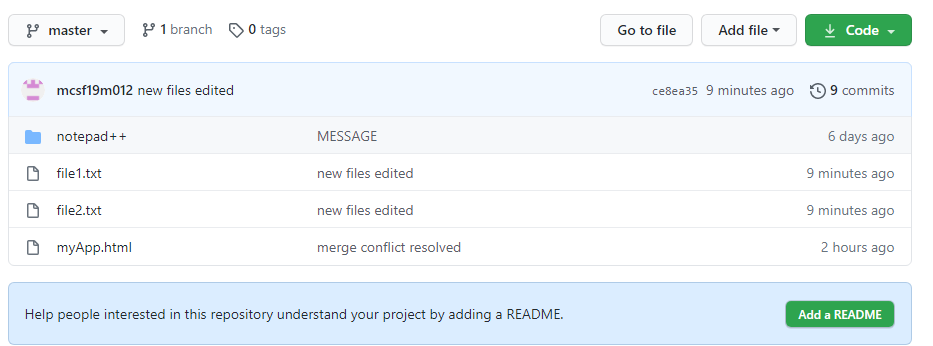 master 1 branch 0 tags Go to file Add file Code
mcsf19m012 new files edited ce8ea35 9 minutes ago 9 commits
notepad++ MESSAGE 6 days ago
file1.txt new files edited 9 minutes ago
file2.txt new files edited 9 minutes ago
myApp.html merge conflict resolved 2 hours ago
Help people interested in this repository understand your project by adding a README. Add a README